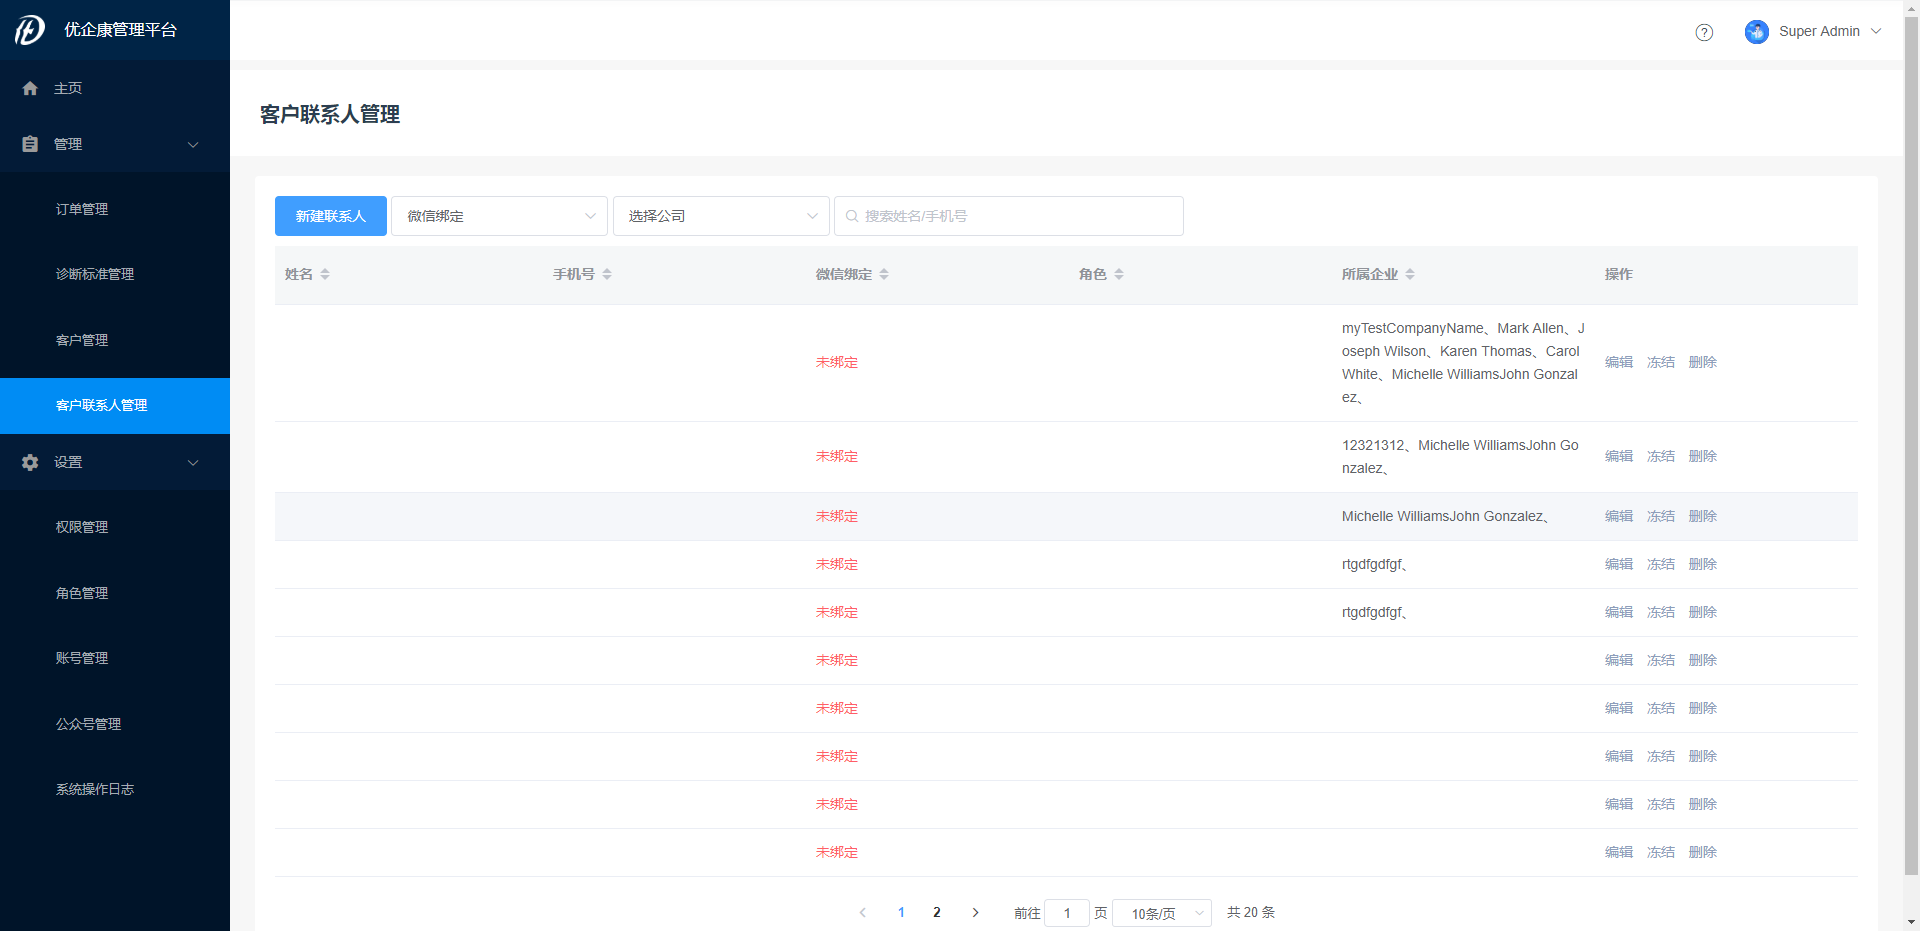 优企康管理平台
Super Admin
主页
管理
订单管理
诊断标准管理
客户管理
客户联系人管理
设置
权限管理
角色管理
账号管理
公众号管理
系统操作日志
客户联系人管理
新建联系人
微信绑定
选择公司
搜索姓名/手机号
姓名 手机号 微信绑定 角色 所属企业 操作
myTestCompanyName、Mark Allen、J
oseph Wilson、Karen Thomas、Carol
未绑定 编辑 冻结 删除
White、Michelle WilliamsJohn Gonzal
ez、
12321312、Michelle WilliamsJohn Go
未绑定 编辑 冻结 删除
nzalez、
未绑定 Michelle WilliamsJohn Gonzalez、 编辑 冻结 删除
未绑定 rtgdfgdfgf、 编辑 冻结 删除
未绑定 rtgdfgdfgf、 编辑 冻结 删除
未绑定 编辑 冻结 删除
未绑定 编辑 冻结 删除
未绑定 编辑 冻结 删除
未绑定 编辑 冻结 删除
未绑定 编辑 冻结 删除
1 2 前往 1 页 10条/页 共 20 条